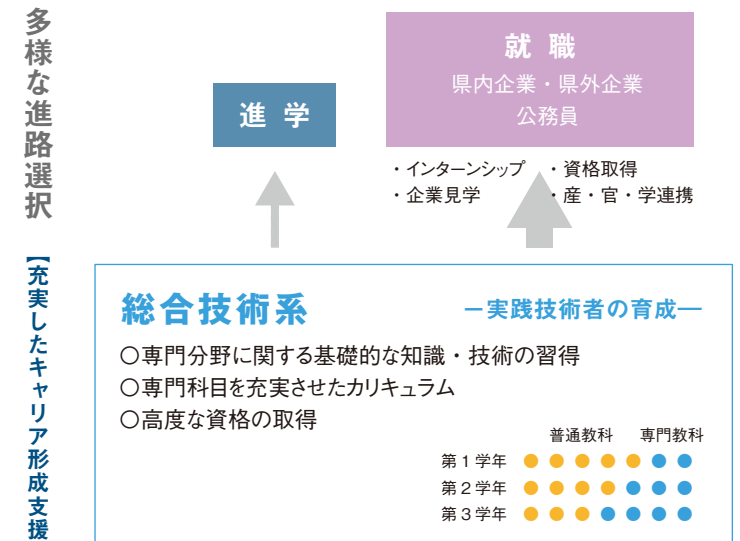 多様な進路選択
【充実したキャリア形成支援
進学
就職
県内企業・県外企業
公務員
・インターンシップ ・資格取得
・企業見学 ・産・官・学連携
総合技術系 ー実践技術者の育成ー
○専門分野に関する基礎的な知識・技術の習得
○専門科目を充実させたカリキュラム
○高度な資格の取得
普通教科 専門教科
第1学年
第2学年
第3学年